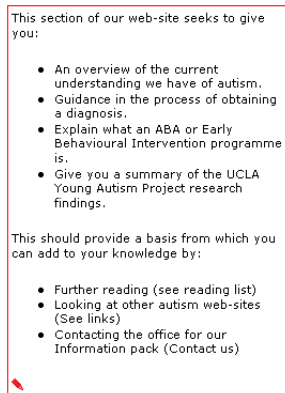 This section of our web-site seeks to give
you:
● An overview of the current
understanding we have of autism.
● Guidance in the process of obtaining
a diagnosis.
● Explain what an ABA or Early
Behavioural Intervention programme
is.
● Give you a summary of the UCLA
Young Autism Project research
findings.
This should provide a basis from which you
can add to your knowledge by:
● Further reading (see reading list)
● Looking at other autism web-sites
(See links)
● Contacting the office for our
Information pack (Contact us)